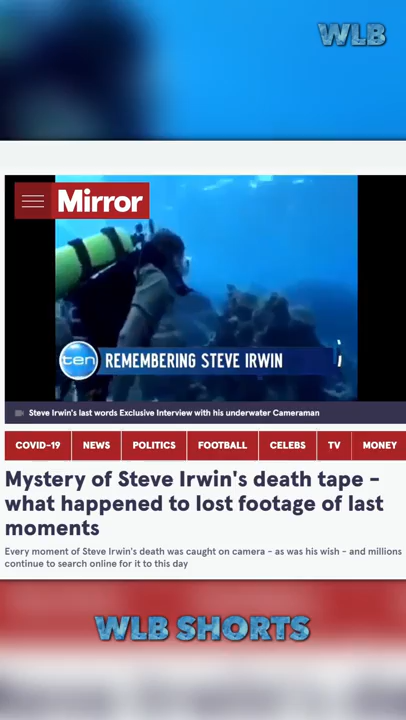 WLB
Mirror
ten REMEMBERING STEVE IRWIN
Steve Irwin's last words Exclusive Interview with his underwater Cameraman
COVID-19 NEWS POLITICS FOOTBALL CELEBS TV MONEY
Mystery of Steve Irwin's death tape -
what happened to lost footage of last
moments
Every moment of Steve Irwin's death was caught on camera - as was his wish - and millions
continue to search online for it to this day
WLB SHORTS